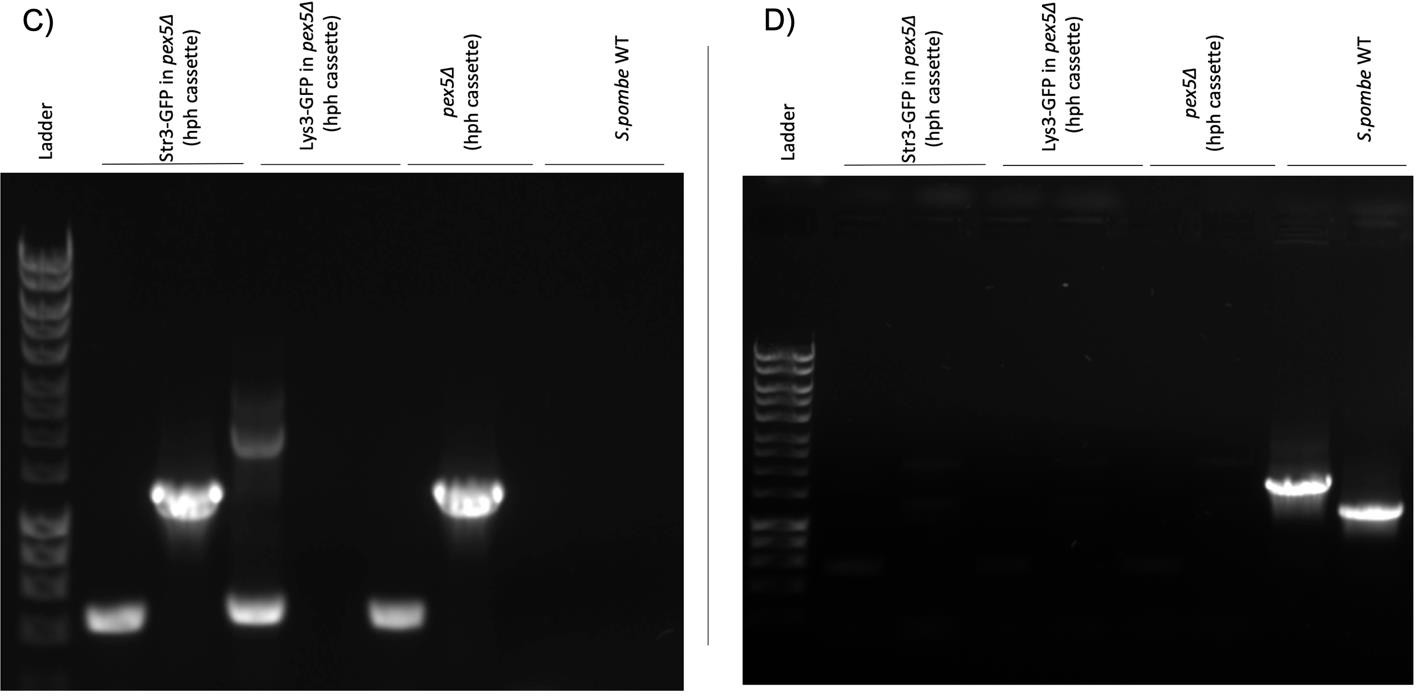 C)
Ladder
Str3-GFP in pex5Δ
(hph cassette)
Lys3-GFP in pex5Δ
(hph cassette)
pex5Δ
(hph cassette)
S.pombe WT
D)
Ladder
Str3-GFP in pex5Δ
(hph cassette)
Lys3-GFP in pex5Δ
(hph cassette)
pex5Δ
(hph cassette)
S.pombe WT